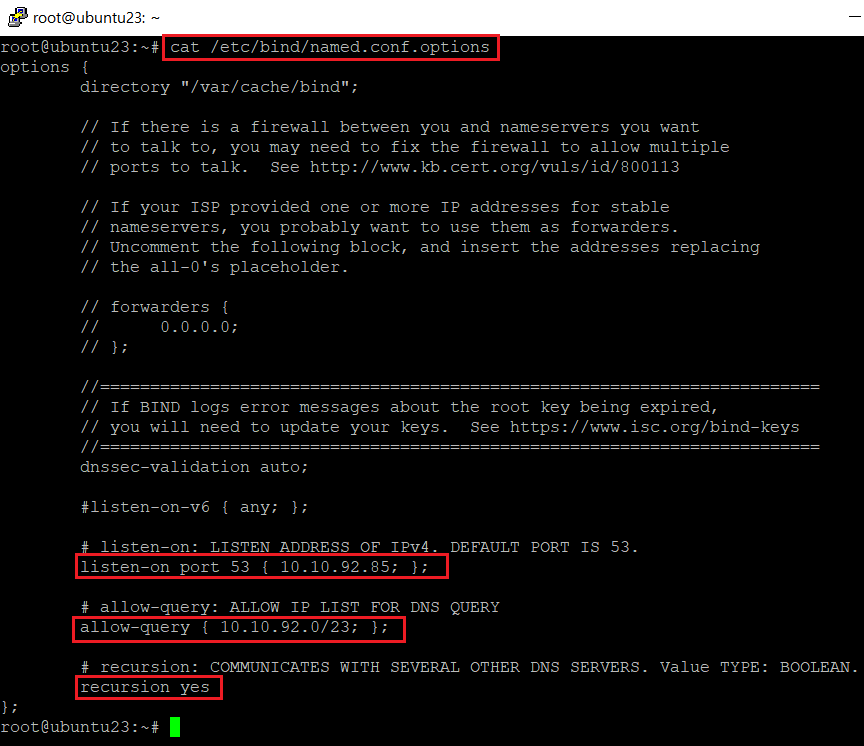 root@ubuntu23: ~
root@ubuntu23:~# cat /etc/bind/named.conf.options
options {
        directory "/var/cache/bind";

        // If there is a firewall between you and nameservers you want
        // to talk to, you may need to fix the firewall to allow multiple
        // ports to talk.  See http://www.kb.cert.org/vuls/id/800113

        // If your ISP provided one or more IP addresses for stable
        // nameservers, you probably want to use them as forwarders.
        // Uncomment the following block, and insert the addresses replacing
        // the all-0's placeholder.

        // forwarders {
        //      0.0.0.0;
        // };

        //========================================================================
        // If BIND logs error messages about the root key being expired,
        // you will need to update your keys.  See https://www.isc.org/bind-keys
        //========================================================================
        dnssec-validation auto;

        #listen-on-v6 { any; };

        # listen-on: LISTEN ADDRESS OF IPv4. DEFAULT PORT IS 53.
        listen-on port 53 { 10.10.92.85; };

        # allow-query: ALLOW IP LIST FOR DNS QUERY
        allow-query { 10.10.92.0/23; };

        # recursion: COMMUNICATES WITH SEVERAL OTHER DNS SERVERS. Value TYPE: BOOLEAN.
        recursion yes
};
root@ubuntu23:~#